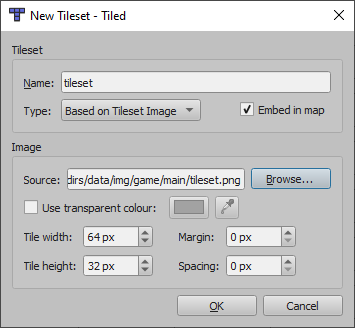 New Tileset - Tiled
Tileset
Name: tileset
Type: Based on Tileset Image Embed in map
Image
Source: dirs/data/img/game/main/tileset.png Browse...
Use transparent colour:
Tile width: 64 px Margin: 0 px
Tile height: 32 px Spacing: 0 px
OK Cancel